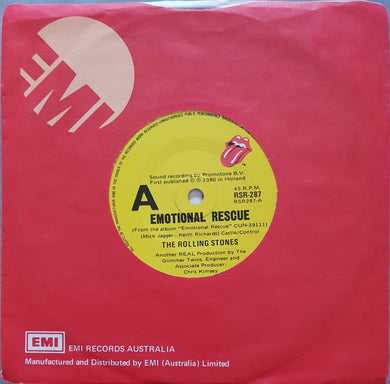 EMI
Sound recording by Promotone B.V.
First published ℗ 1980 in Holland
A
45 R.P.M.
RSR-287
RSR287-A
EMOTIONAL RESCUE
(From the album "Emotional Rescue" CUN-39111)
(Mick Jagger - Keith Richards) Castle/Control
THE ROLLING STONES
Another REAL Production by The
Glimmer Twins, Engineer and
Associate Producer:
Chris Kimsey
EMI EMI RECORDS AUSTRALIA
Manufactured and Distributed by EMI (Australia) Limited